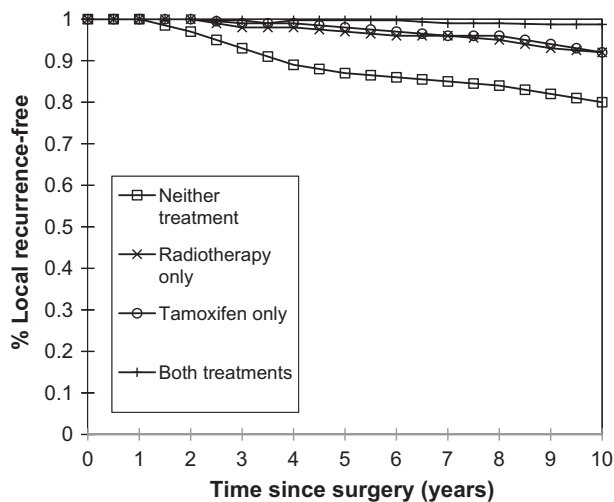 1
0.9
0.8
0.7
0.6
0.5
0.4
0.3
0.2
0.1
0
% Local recurrence-free
Neither
treatment
Radiotherapy
only
Tamoxifen only
Both treatments
0 1 2 3 4 5 6 7 8 9 10
Time since surgery (years)